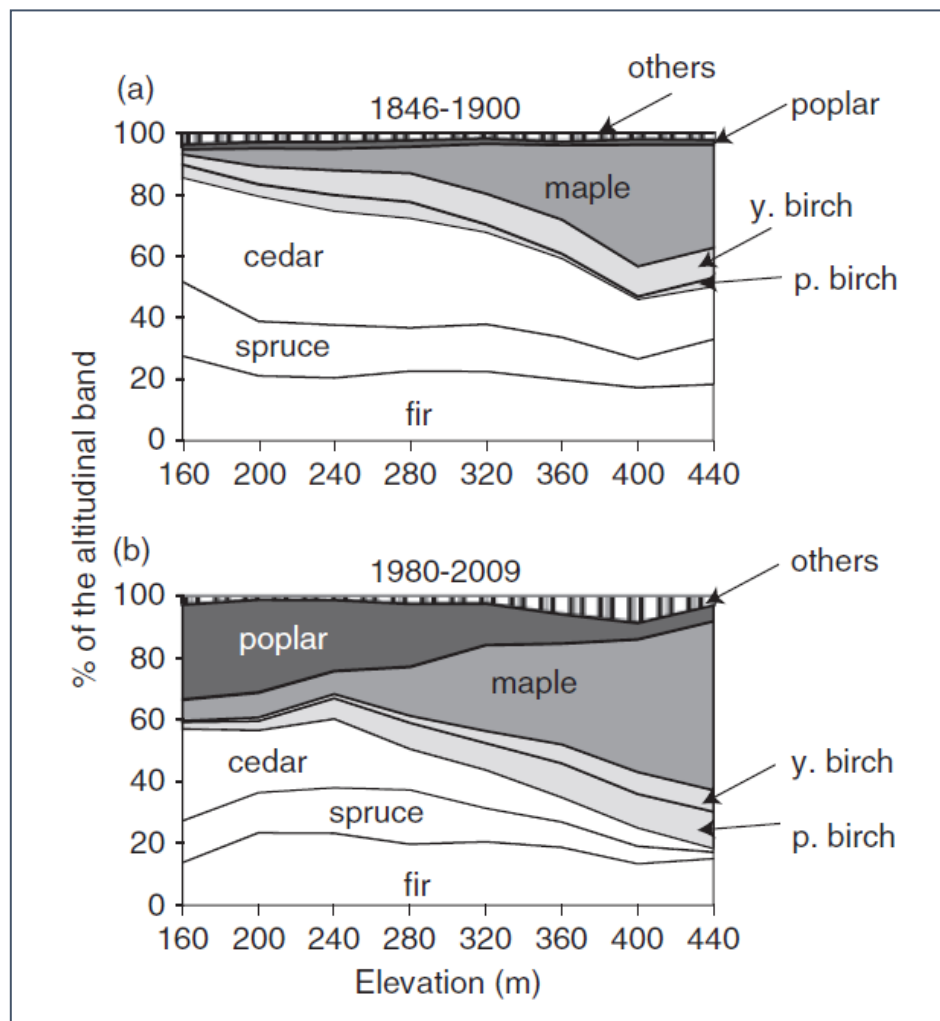 others
(a)
1846-1900
poplar
100
80
60
40
20
0
maple
y. birch
p. birch
cedar
spruce
fir
160 200 240 280 320 360 400 440
% of the altitudinal band
(b)
1980-2009
others
100
80
60
40
20
0
poplar
maple
cedar
y. birch
spruce
p. birch
fir
160 200 240 280 320 360 400 440
Elevation (m)